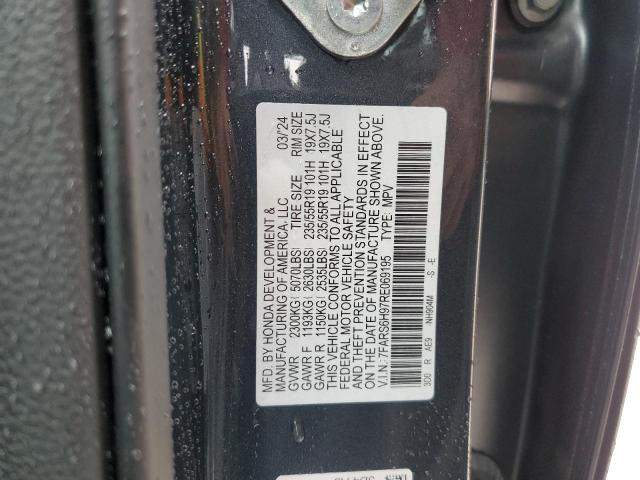 MFD. BY HONDA DEVELOPMENT &
MANUFACTURING OF AMERICA, LLC 03/24
GVWR 2300KG( 5070LBS) TIRE SIZE RIM SIZE
GAWR F 1193KG( 2630LBS) 235/55R19 101H 19X7.5J
GAWR R 1150KG( 2535LBS) 235/55R19 101H 19X7.5J
THIS VEHICLE CONFORMS TO ALL APPLICABLE
FEDERAL MOTOR VEHICLE SAFETY
AND THEFT PREVENTION STANDARDS IN EFFECT
ON THE DATE OF MANUFACTURE SHOWN ABOVE.
V.I.N.: 7FARS6H97RE069195 TYPE: MPV
300 R AE9 -NH904M -S -E